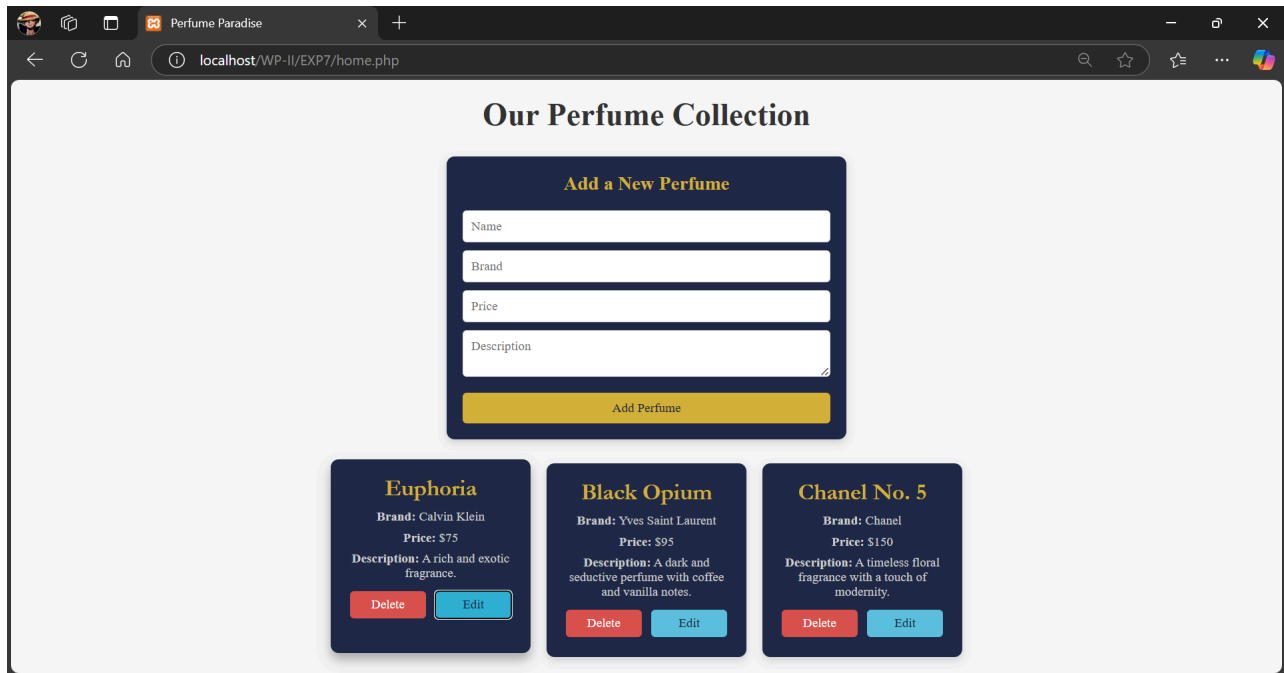 Perfume Paradise
localhost/WP-II/EXP7/home.php
Our Perfume Collection
Add a New Perfume
Name
Brand
Price
Description
Add Perfume
Euphoria
Brand: Calvin Klein
Price: $75
Description: A rich and exotic
fragrance.
Delete
Edit
Black Opium
Brand: Yves Saint Laurent
Price: $95
Description: A dark and
seductive perfume with coffee
and vanilla notes.
Delete
Edit
Chanel No. 5
Brand: Chanel
Price: $150
Description: A timeless floral
fragrance with a touch of
modernity.
Delete
Edit